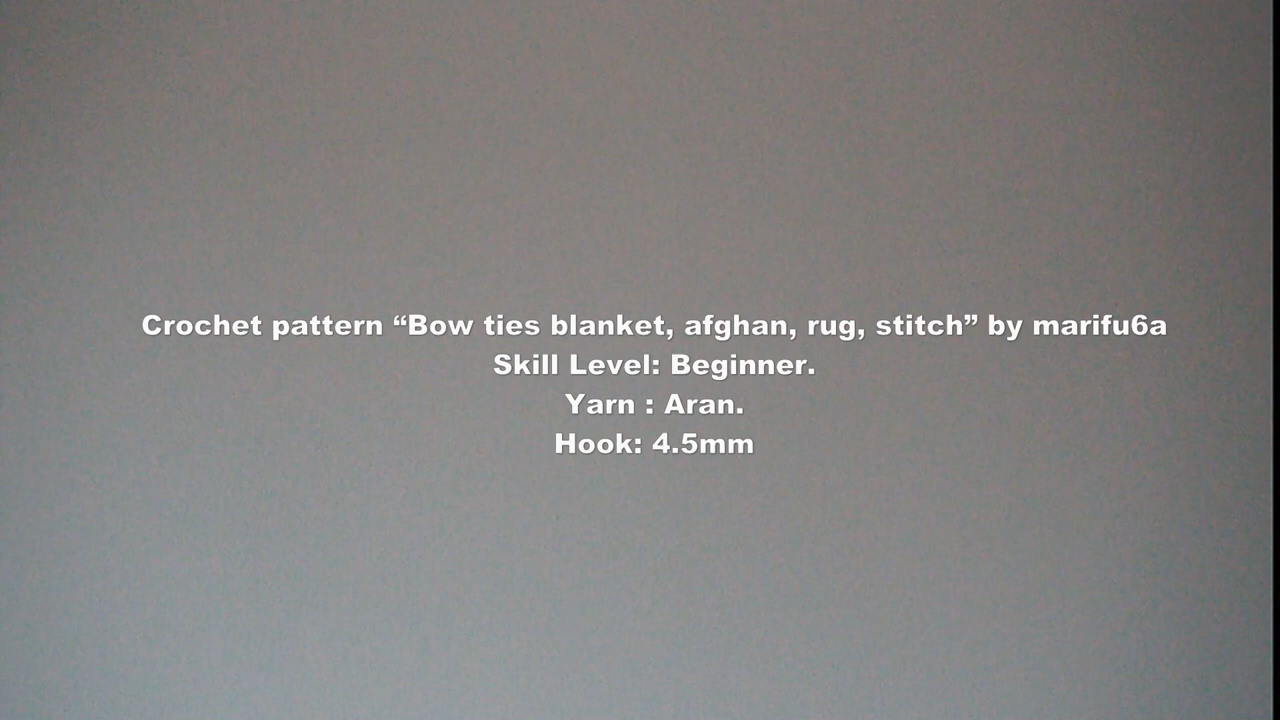 Crochet pattern “Bow ties blanket, afghan, rug, stitch” by marifu6a
Skill Level: Beginner.
Yarn : Aran.
Hook: 4.5mm